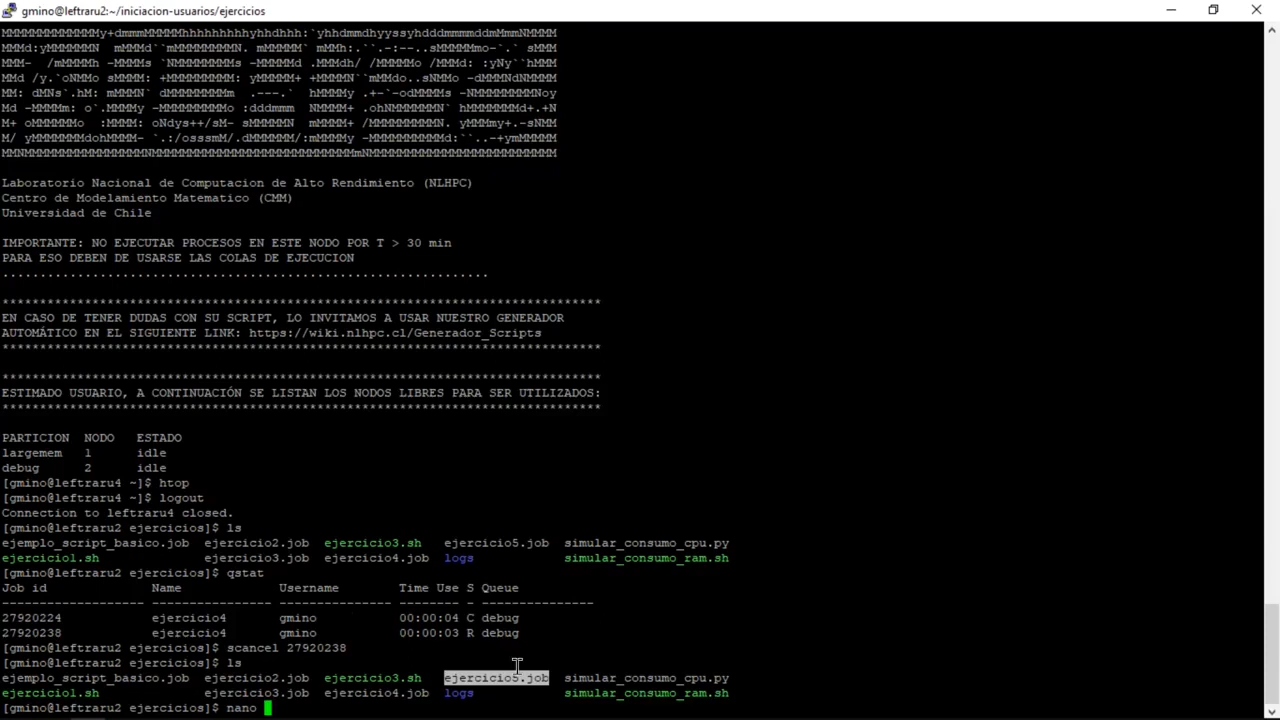 gmino@leftraru2:~/iniciacion-usuarios/ejercicios
Laboratorio Nacional de Computacion de Alto Rendimiento (NLHPC)
Centro de Modelamiento Matematico (CMM)
Universidad de Chile
IMPORTANTE: NO EJECUTAR PROCESOS EN ESTE NODO POR T > 30 min
PARA ESO DEBEN DE USARSE LAS COLAS DE EJECUCION
.................................................................
********************************************************************************
EN CASO DE TENER DUDAS CON SU SCRIPT, LO INVITAMOS A USAR NUESTRO GENERADOR
AUTOMÁTICO EN EL SIGUIENTE LINK: https://wiki.nlhpc.cl/Generador_Scripts
********************************************************************************
********************************************************************************
ESTIMADO USUARIO, A CONTINUACIÓN SE LISTAN LOS NODOS LIBRES PARA SER UTILIZADOS:
********************************************************************************
PARTICION  NODO   ESTADO
largemem   1      idle
debug      2      idle
[gmino@leftraru4 ~]$ htop
[gmino@leftraru4 ~]$ logout
Connection to leftraru4 closed.
[gmino@leftraru2 ejercicios]$ ls
ejemplo_script_basico.job  ejercicio2.job  ejercicio3.sh   ejercicio5.job  simular_consumo_cpu.py
ejercicio1.sh              ejercicio3.job  ejercicio4.job  logs            simular_consumo_ram.sh
[gmino@leftraru2 ejercicios]$ qstat
Job id              Name             Username        Time Use S Queue
------------------- ---------------- --------------- -------- - ---------------
27920224            ejercicio4       gmino           00:00:04 C debug
27920238            ejercicio4       gmino           00:00:03 R debug
[gmino@leftraru2 ejercicios]$ scancel 27920238
[gmino@leftraru2 ejercicios]$ ls
ejemplo_script_basico.job  ejercicio2.job  ejercicio3.sh   ejercicio5.job  simular_consumo_cpu.py
ejercicio1.sh              ejercicio3.job  ejercicio4.job  logs            simular_consumo_ram.sh
[gmino@leftraru2 ejercicios]$ nano